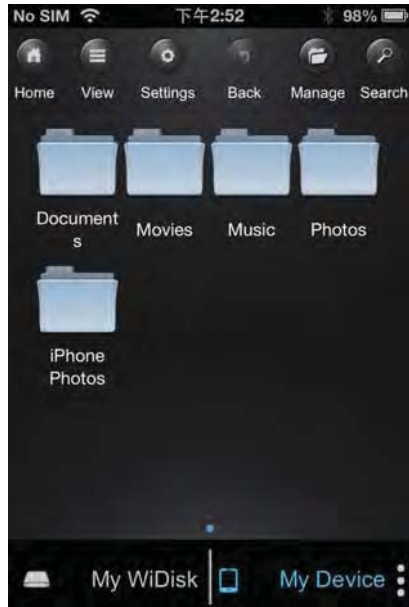 No SIM 下午2:52 98%
Home View Settings Back Manage Search
Document
s Movies Music Photos
iPhone
Photos
My WiDisk My Device